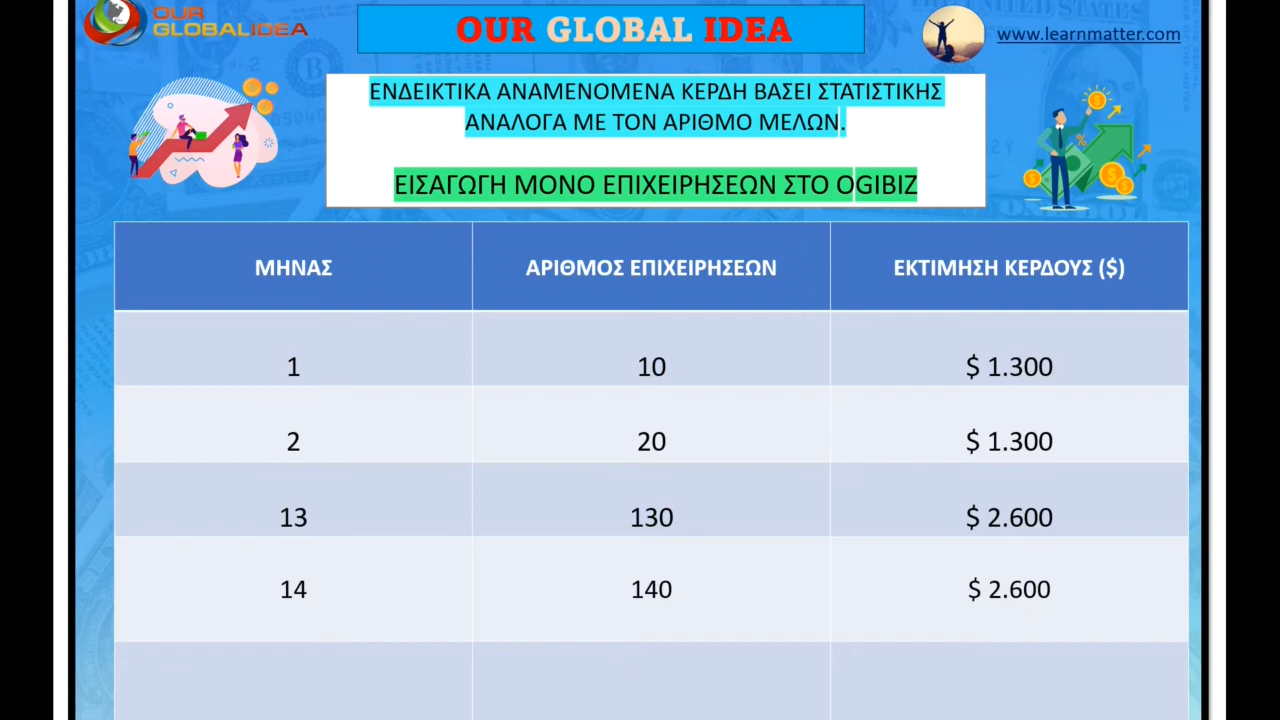 OUR
GLOBALIDEA
OUR GLOBAL IDEA
www.learnmatter.com
ΕΝΔΕΙΚΤΙΚΑ ΑΝΑΜΕΝΟΜΕΝΑ ΚΕΡΔΗ ΒΑΣΕΙ ΣΤΑΤΙΣΤΙΚΗΣ
ΑΝΑΛΟΓΑ ΜΕ ΤΟΝ ΑΡΙΘΜΟ ΜΕΛΩΝ.
ΕΙΣΑΓΩΓΗ ΜΟΝΟ ΕΠΙΧΕΙΡΗΣΕΩΝ ΣΤΟ OGIBIZ
ΜΗΝΑΣ ΑΡΙΘΜΟΣ ΕΠΙΧΕΙΡΗΣΕΩΝ ΕΚΤΙΜΗΣΗ ΚΕΡΔΟΥΣ ($)
1 10 $ 1.300
2 20 $ 1.300
13 130 $ 2.600
14 140 $ 2.600